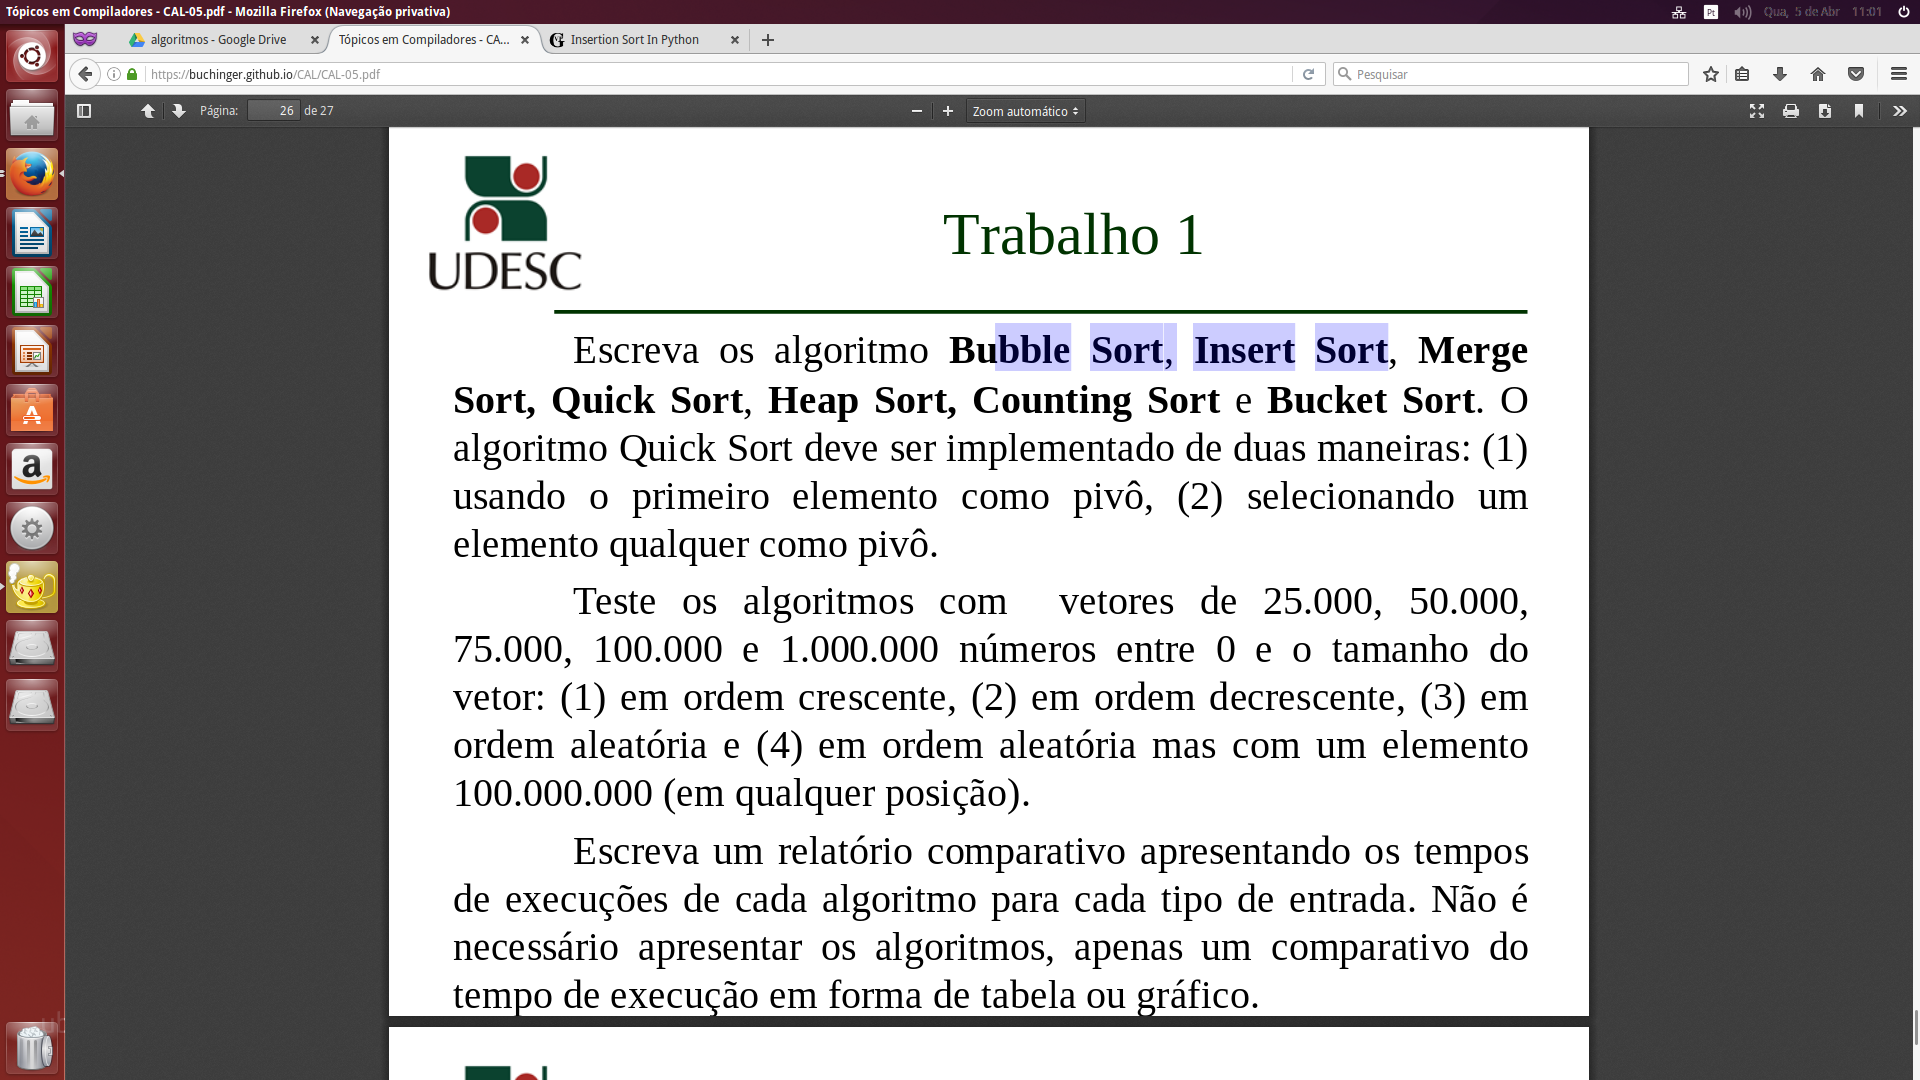 Tópicos em Compiladores - CAL-05.pdf - Mozilla Firefox (Navegação privativa)
Pt
Qua, 5 de Abr 11:01
algoritmos - Google Drive
Tópicos em Compiladores - CA...
G Insertion Sort In Python
https://buchinger.github.io/CAL/CAL-05.pdf
Pesquisar
Página: 26 de 27
Zoom automático
UDESC
Trabalho 1
Escreva os algoritmo Bubble Sort, Insert Sort, Merge
Sort, Quick Sort, Heap Sort, Counting Sort e Bucket Sort. O
algoritmo Quick Sort deve ser implementado de duas maneiras: (1)
usando o primeiro elemento como pivô, (2) selecionando um
elemento qualquer como pivô.
Teste os algoritmos com vetores de 25.000, 50.000,
75.000, 100.000 e 1.000.000 números entre 0 e o tamanho do
vetor: (1) em ordem crescente, (2) em ordem decrescente, (3) em
ordem aleatória e (4) em ordem aleatória mas com um elemento
100.000.000 (em qualquer posição).
Escreva um relatório comparativo apresentando os tempos
de execuções de cada algoritmo para cada tipo de entrada. Não é
necessário apresentar os algoritmos, apenas um comparativo do
tempo de execução em forma de tabela ou gráfico.